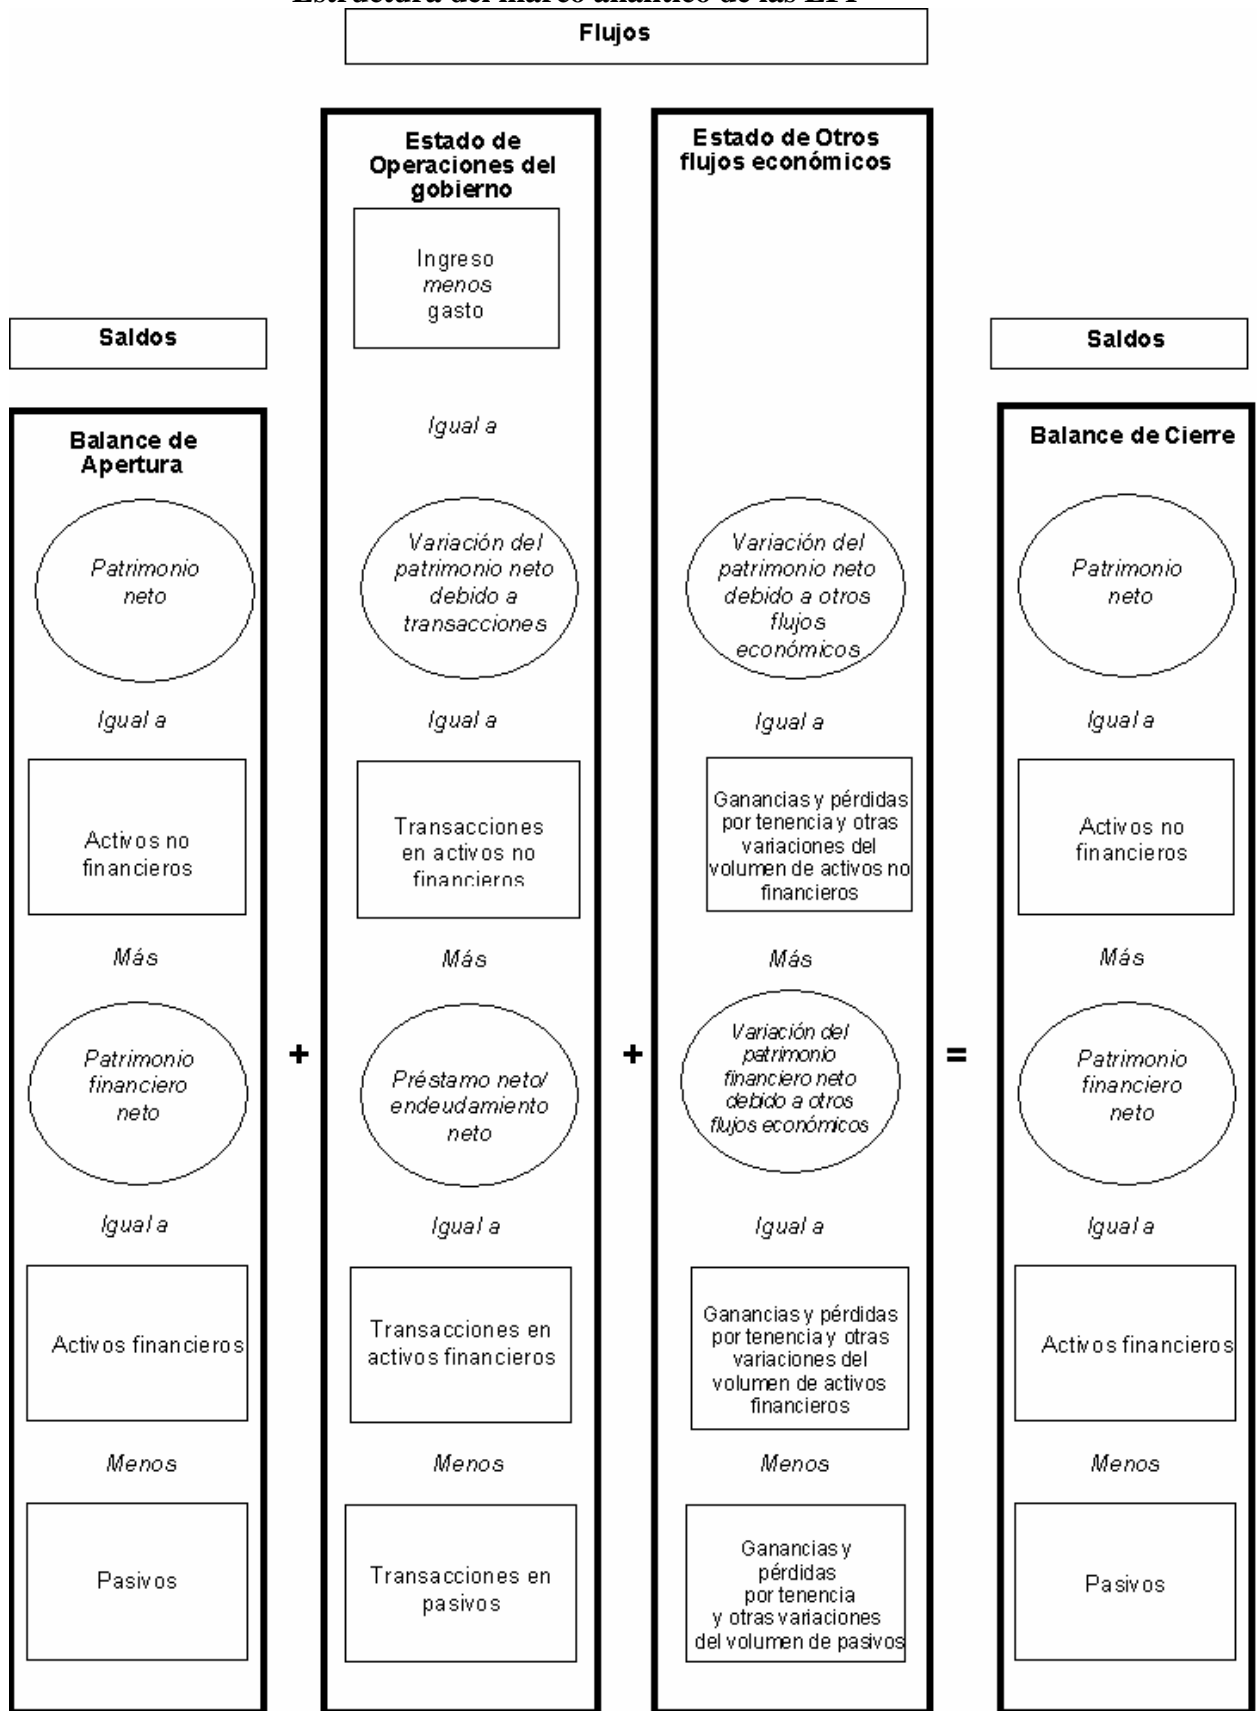 Estructura del marco analítico de las EFP
Flujos
Saldos
Balance de
Apertura
Patrimonio
neto
Igual a
Activos no
financieros
Más
Patrimonio
financiero
neto
Igual a
Activos financieros
Menos
Pasivos
+
Estado de
Operaciones del
gobierno
Ingreso
menos
gasto
Igual a
Variación del
patrimonio neto
debido a
transacciones
Igual a
Transacciones
en activos no
financieros
Más
Préstamo neto/
endeudamiento
neto
Igual a
Transacciones en
activos financieros
Menos
Transacciones en
pasivos
+
Estado de Otros
flujos económicos
Variación del
patrimonio neto
debido a otros
flujos
económicos
Igual a
Ganancias y pérdidas
por tenencia y otras
variaciones del
volumen de activos no
financieros
Más
Variación del
patrimonio
financiero neto
debido a otros
flujos económicos
Igual a
Ganancias y pérdidas
por tenencia y otras
variaciones del
volumen de activos
financieros
Menos
Ganancias y
pérdidas
por tenencia
y otras variaciones
del volumen de pasivos
=
Saldos
Balance de Cierre
Patrimonio
neto
Igual a
Activos no
financieros
Más
Patrimonio
financiero
neto
Igual a
Activos financieros
Menos
Pasivos